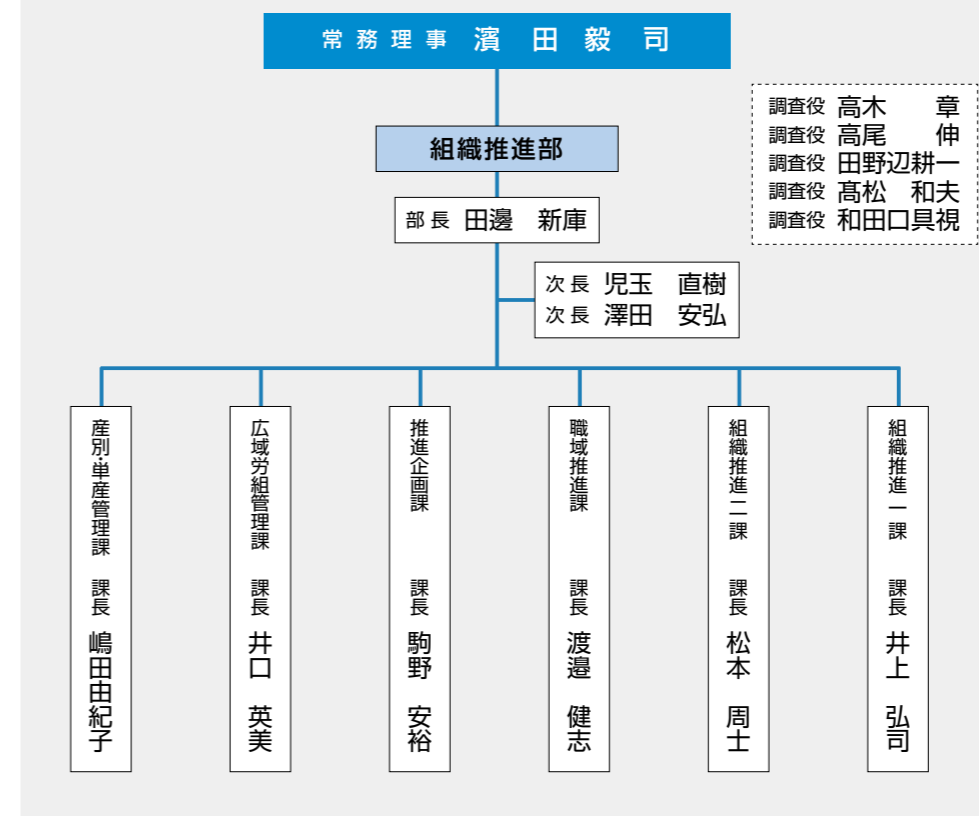 常務理事 濱田毅司
組織推進部
部長 田邊 新庫
調査役 高木 章
調査役 高尾 伸
調査役 田野辺耕一
調査役 髙松 和夫
調査役 和田口具視
次長 児玉 直樹
次長 澤田 安弘
組織推進一課 課長 井上 弘司
組織推進二課 課長 松本 周士
職域推進課 課長 渡邉 健志
推進企画課 課長 駒野 安裕
広域労組管理課 課長 井口 英美
産別・単産管理課 課長 嶋田由紀子